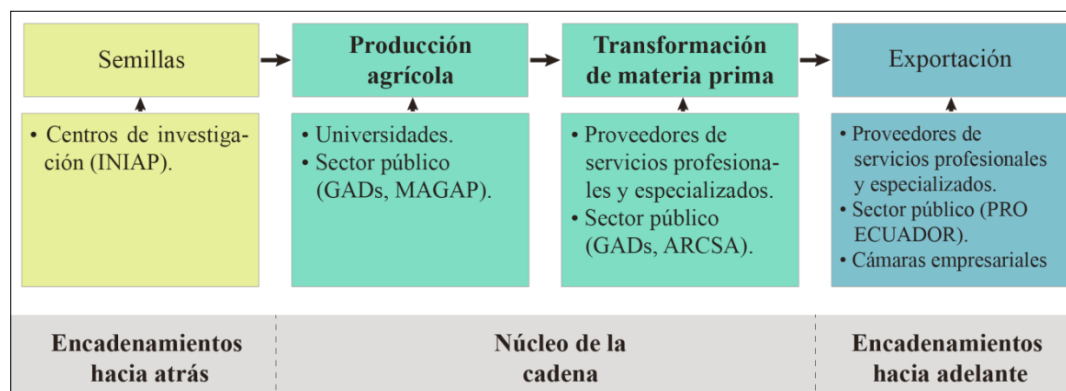 Semillas
Producción
agrícola
Transformación
de materia prima
Exportación
• Centros de investiga-
ción (INIAP).
• Universidades.
• Sector público
(GADs, MAGAP).
• Proveedores de
servicios profesiona-
les y especializados.
• Sector público
(GADs, ARCSA).
• Proveedores de
servicios profesionales
y especializados.
• Sector público (PRO
ECUADOR).
• Cámaras empresariales
Encadenamientos
hacia atrás
Núcleo de la
cadena
Encadenamientos
hacia adelante